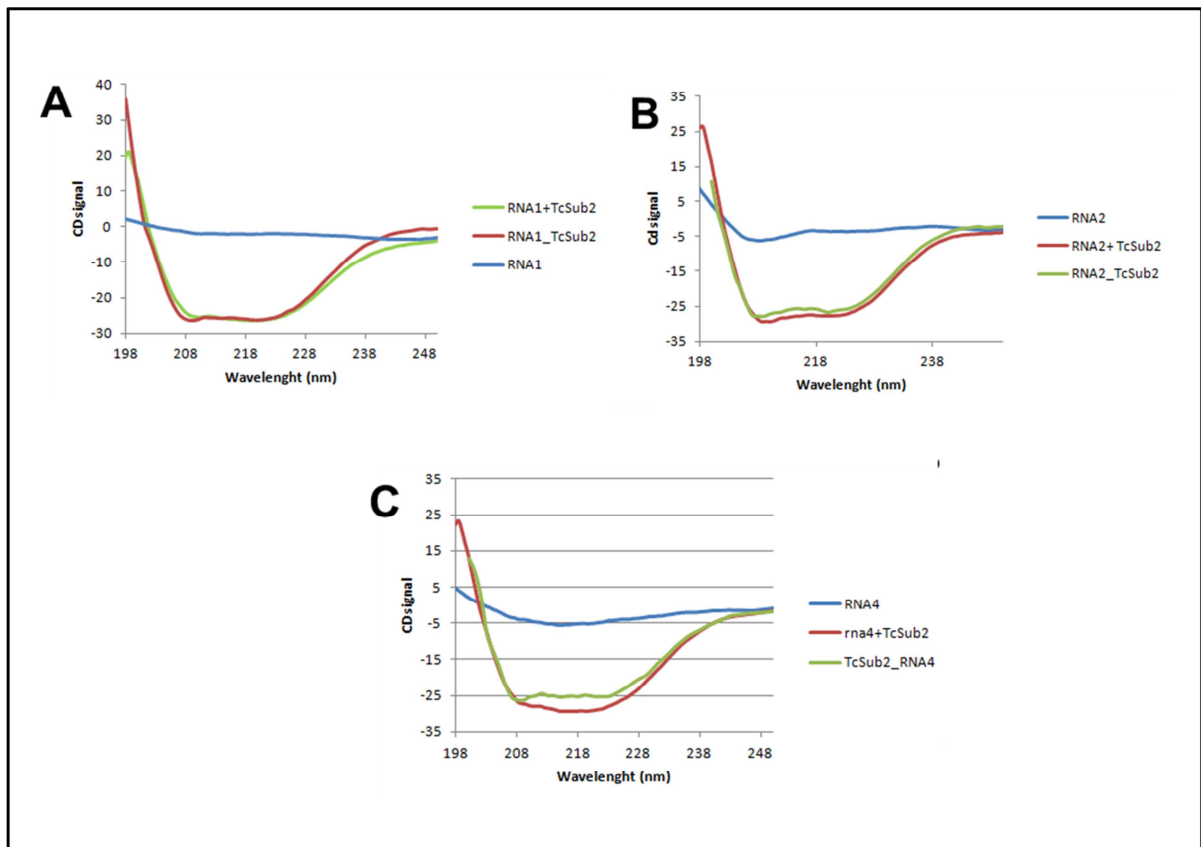 A
40
30
20
10
0
-10
-20
-30
CD signal
198 208 218 228 238 248
Wavelenght (nm)
RNA1+TcSub2
RNA1_TcSub2
RNA1
B
35
25
15
5
-5
-15
-25
-35
Cd signal
198 218 238
Wavelenght (nm)
RNA2
RNA2+ TcSub2
RNA2_TcSub2
C
35
25
15
5
-5
-15
-25
-35
CD signal
198 208 218 228 238 248
Wavelenght (nm)
RNA4
rna4+TcSub2
TcSub2_RNA4